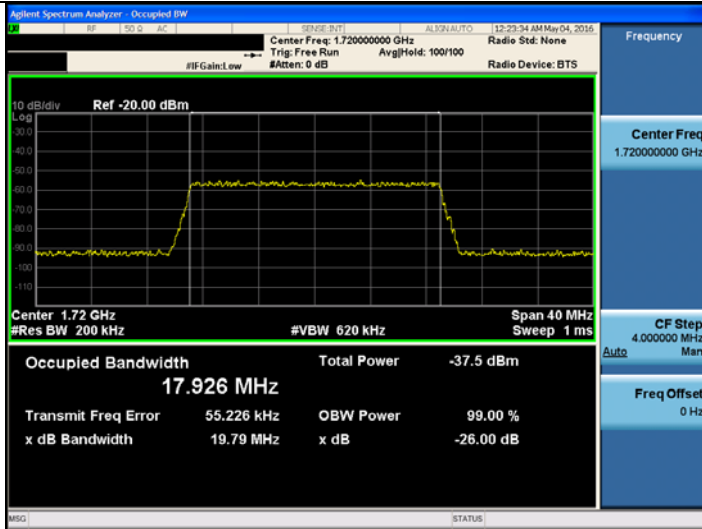 Agilent Spectrum Analyzer - Occupied BW
RF 50 Ω AC SENSE:INT ALIGNAUTO 12:23:34 AM May 04, 2016
Center Freq: 1.720000000 GHz Radio Std: None
Trig: Free Run Avg|Hold: 100/100
#IFGain:Low #Atten: 0 dB Radio Device: BTS
Frequency
10 dB/div Ref -20.00 dBm
Log
-30.0
-40.0
-50.0
-60.0
-70.0
-80.0
-90.0
-100
-110
Center 1.72 GHz Span 40 MHz
#Res BW 200 kHz #VBW 620 kHz Sweep 1 ms
Occupied Bandwidth Total Power -37.5 dBm
17.926 MHz
Transmit Freq Error 55.226 kHz OBW Power 99.00 %
x dB Bandwidth 19.79 MHz x dB -26.00 dB
Center Freq
1.720000000 GHz
CF Step
4.000000 MHz
Auto Man
Freq Offset
0 Hz
MSG STATUS